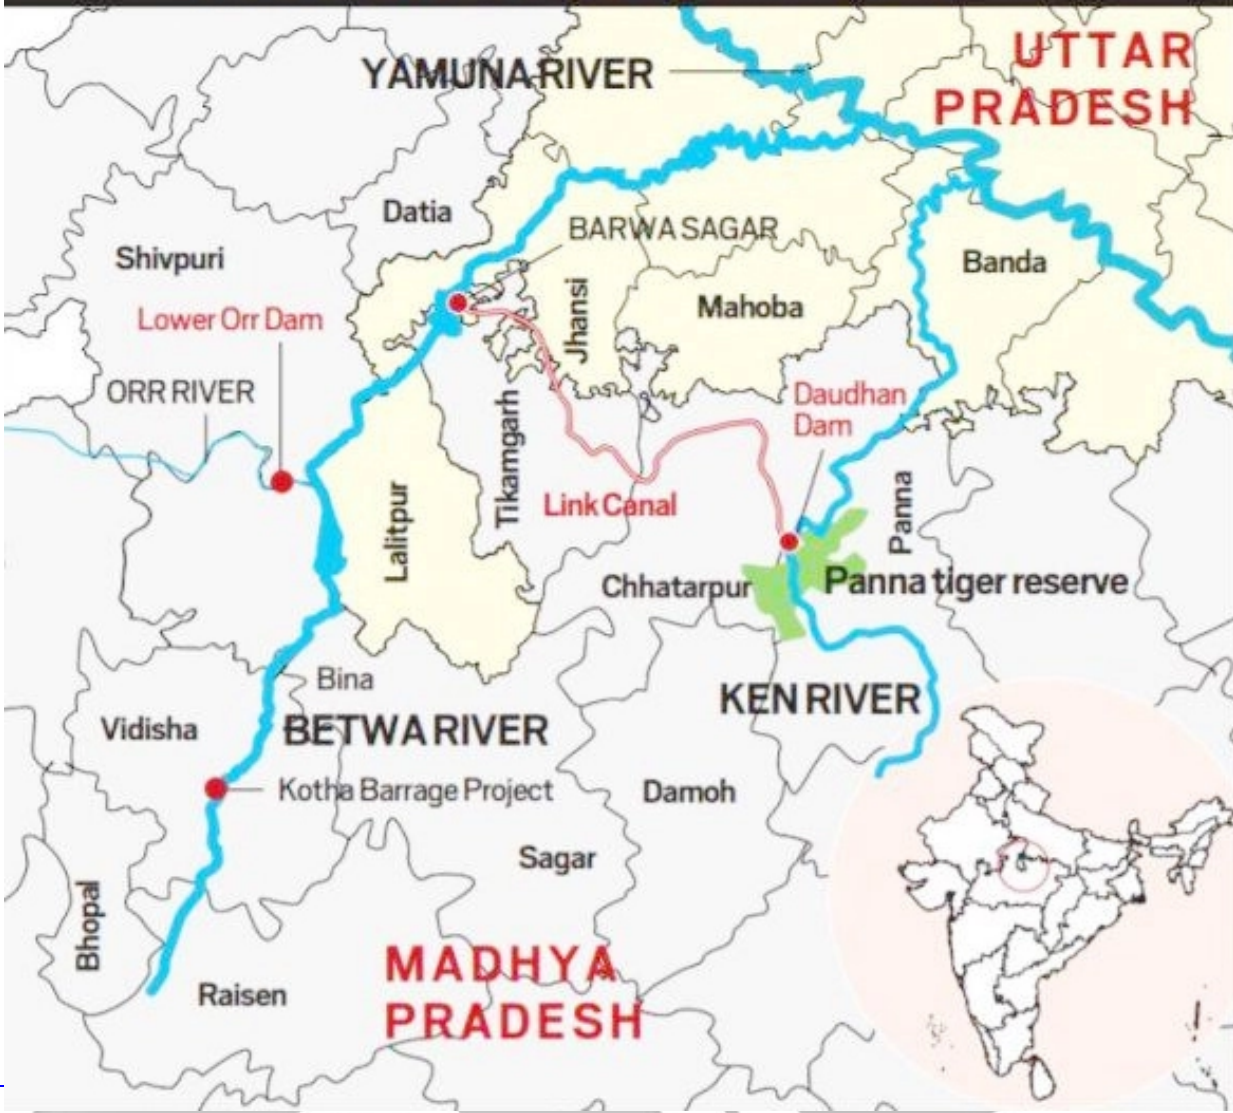 YAMUNA RIVER
UTTAR
PRADESH
Datia
BARWA SAGAR
Shivpuri
Banda
Jhansi
Mahoba
Lower Orr Dam
ORR RIVER
Daudhan
Dam
Tikamgarh
Link Canal
Lalitpur
Panna
Chhatarpur
Panna tiger reserve
Bina
KEN RIVER
Vidisha
BETWA RIVER
Kotha Barrage Project
Damoh
Sagar
Bhopal
MADHYA
PRADESH
Raisen